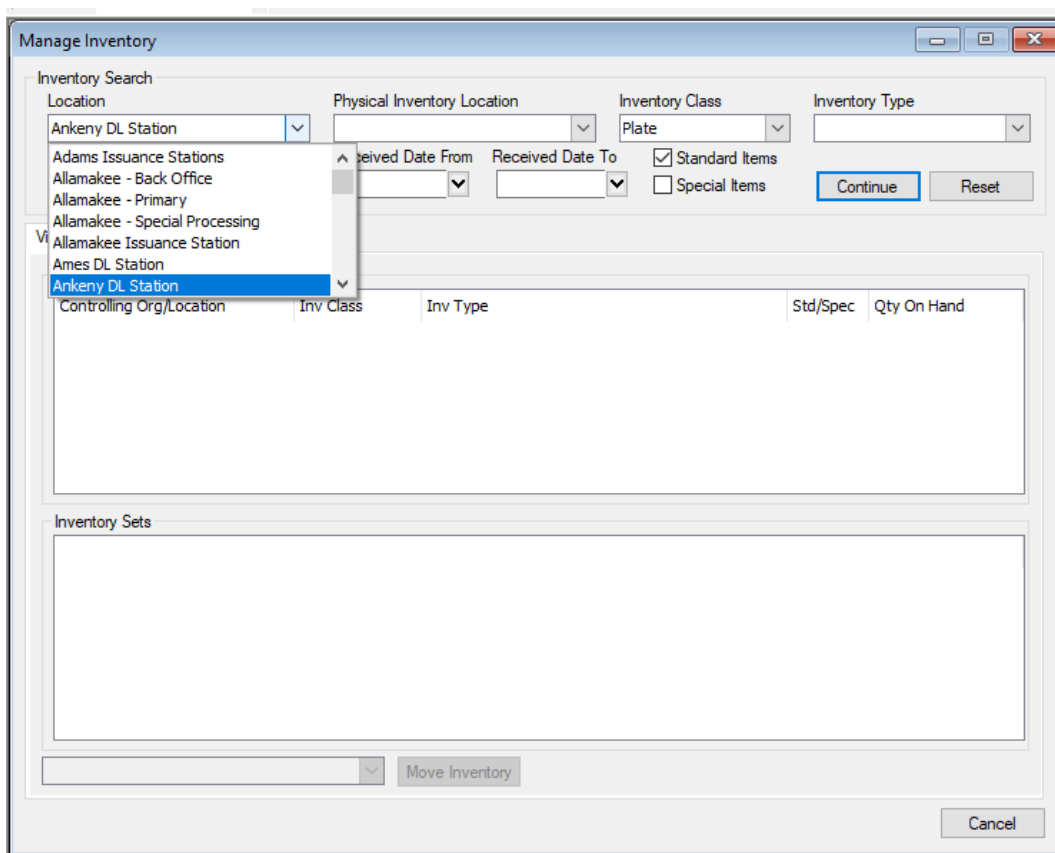 Manage Inventory
Inventory Search
Location Physical Inventory Location Inventory Class Inventory Type
Ankeny DL Station Plate
Adams Issuance Stations
Allamakee - Back Office
Allamakee - Primary
Allamakee - Special Processing
Allamakee Issuance Station
Ames DL Station
Ankeny DL Station
eived Date From Received Date To Standard Items
Special Items Continue Reset
Controlling Org/Location Inv Class Inv Type Std/Spec Qty On Hand
Inventory Sets
Move Inventory
Cancel